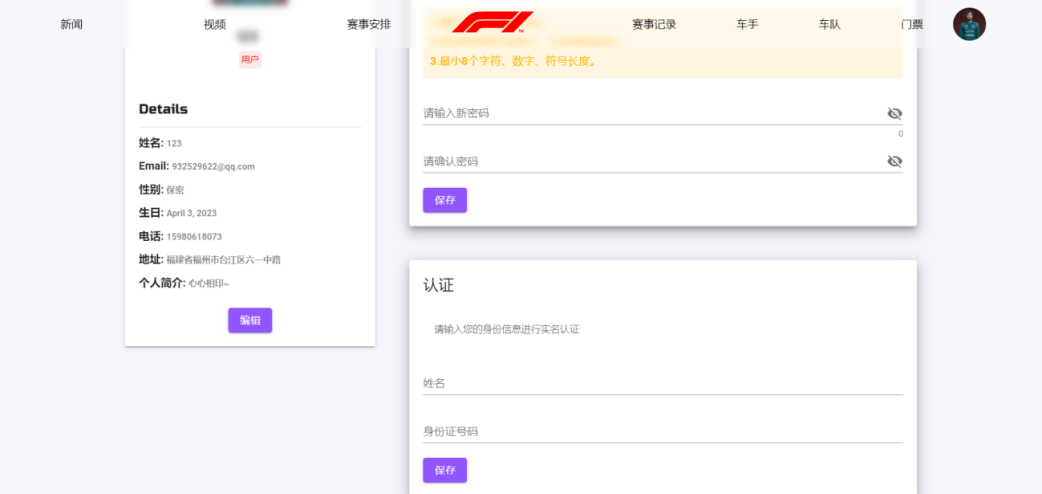 新闻
视频
赛事安排
赛事记录
车手
车队
门票
用户
Details
姓名: 123
Email: 932529622@qq.com
性别: 保密
生日: April 3, 2023
电话: 15980618073
地址: 福建省福州市台江区六一中路
个人简介: 心心相印~
编辑
3.最小8个字符、数字、符号长度。
请输入新密码
0
请确认密码
保存
认证
请输入您的身份信息进行实名认证
姓名
身份证号码
保存